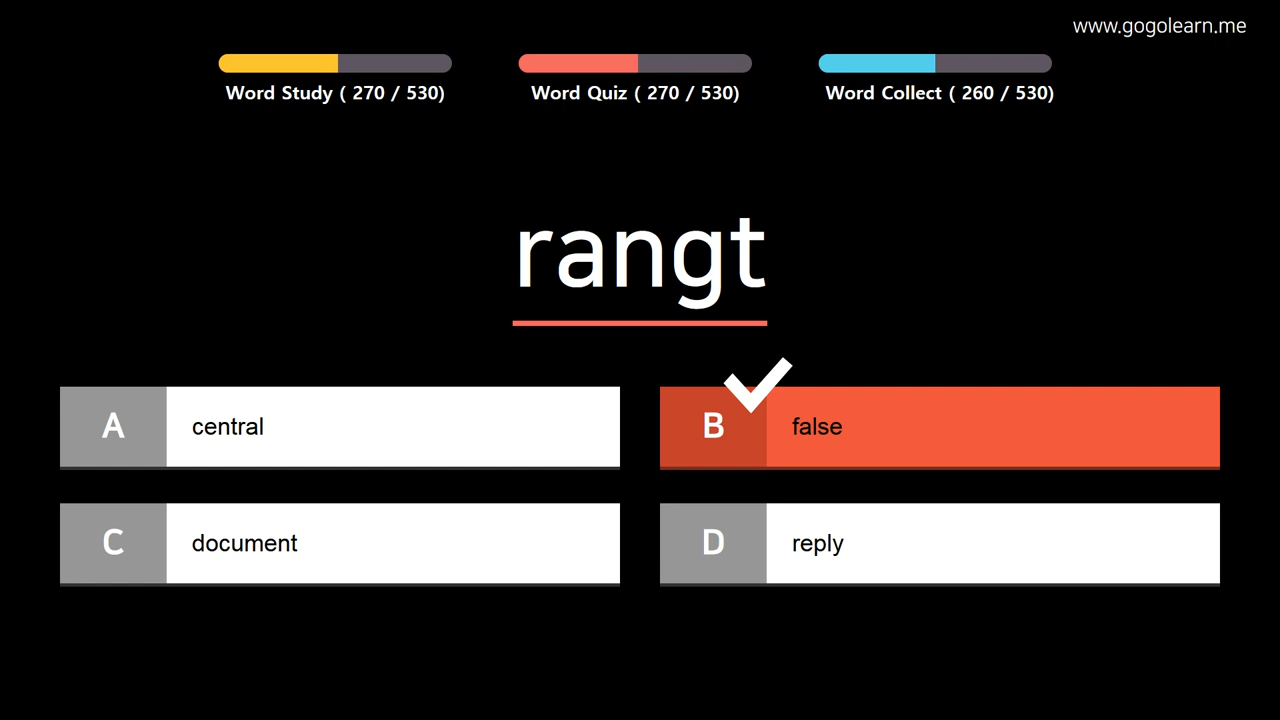 www.gogolearn.me
Word Study ( 270 / 530)
Word Quiz ( 270 / 530)
Word Collect ( 260 / 530)
rangt
A
central
B
false
C
document
D
reply